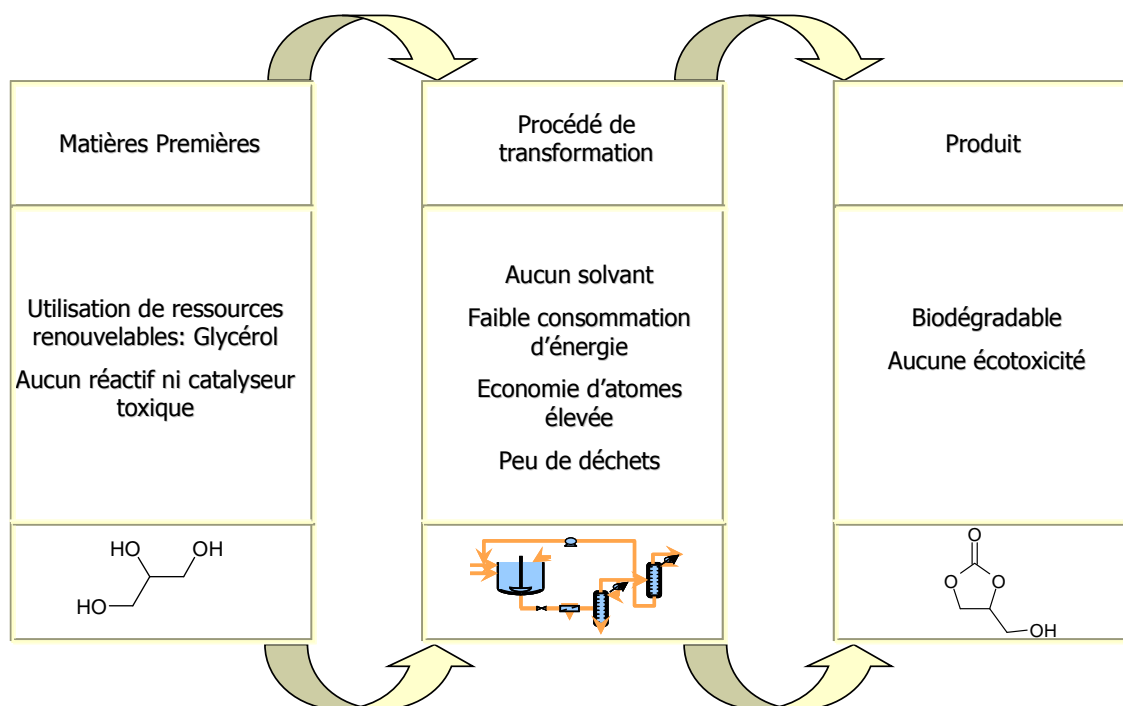 Matières Premières
Utilisation de ressources
renouvelables: Glycérol
Aucun réactif ni catalyseur
toxique
HO
OH
HO
Procédé de
transformation
Aucun solvant
Faible consommation
d'énergie
Economie d'atomes
élevée
Peu de déchets
Produit
Biodégradable
Aucune écotoxicité
O
O
O
OH